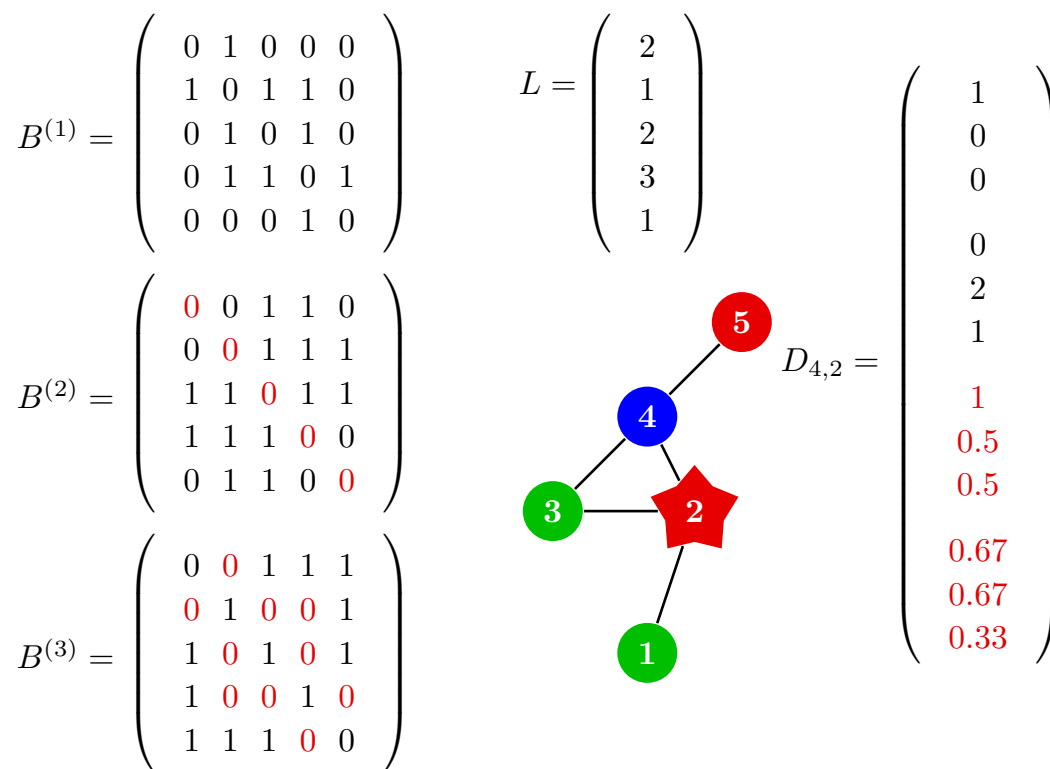 B^{(1)} =
0 1 0 0 0
1 0 1 1 0
0 1 0 1 0
0 1 1 0 1
0 0 0 1 0
B^{(2)} =
0 0 1 1 0
0 0 1 1 1
1 1 0 1 1
1 1 1 0 0
0 1 1 0 0
B^{(3)} =
0 0 1 1 1
0 1 0 0 1
1 0 1 0 1
1 0 0 1 0
1 1 1 0 0
L =
2
1
2
3
1
5
4
3
2
1
D_{4,2} =
1
0
0
0
2
1
1
0.5
0.5
0.67
0.67
0.33